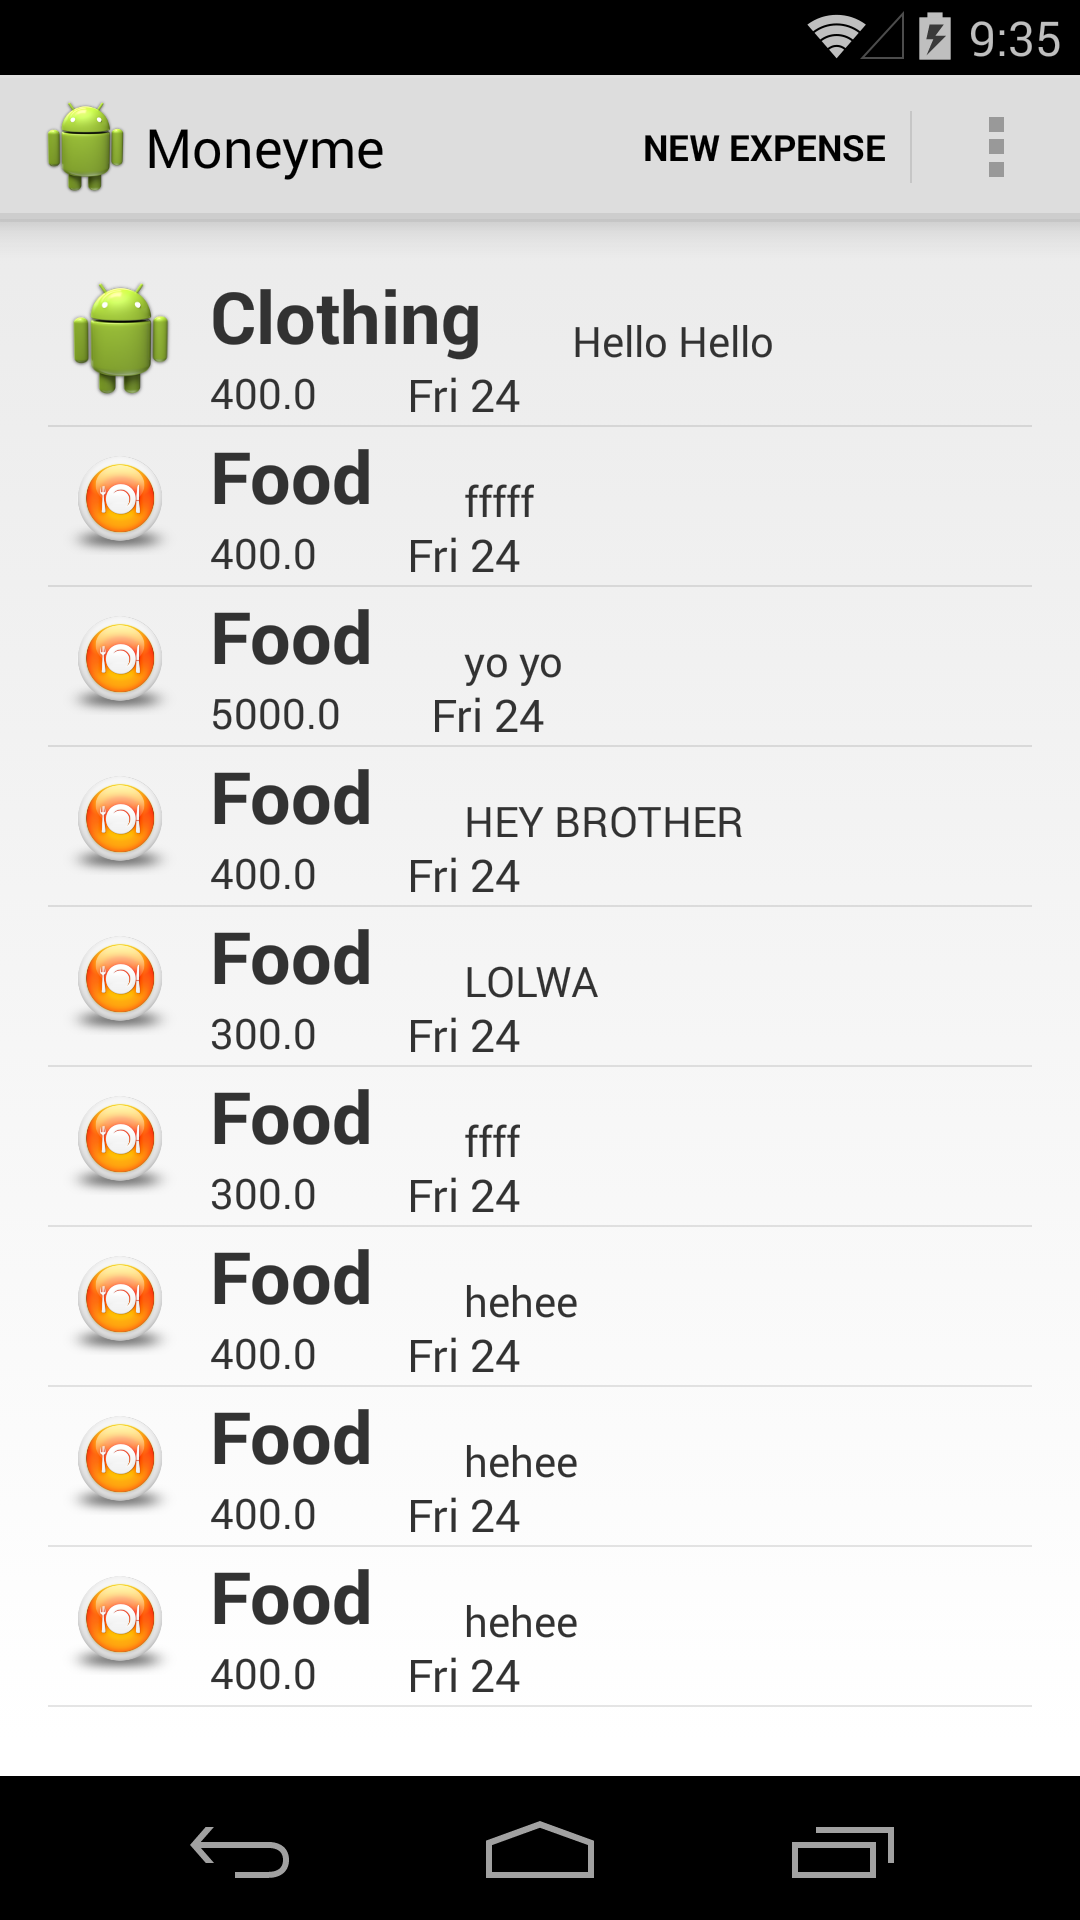 9:35
Moneyme NEW EXPENSE
Clothing Hello Hello
400.0 Fri 24
Food fffff
400.0 Fri 24
Food yo yo
5000.0 Fri 24
Food HEY BROTHER
400.0 Fri 24
Food LOLWA
300.0 Fri 24
Food ffff
300.0 Fri 24
Food hehee
400.0 Fri 24
Food hehee
400.0 Fri 24
Food hehee
400.0 Fri 24